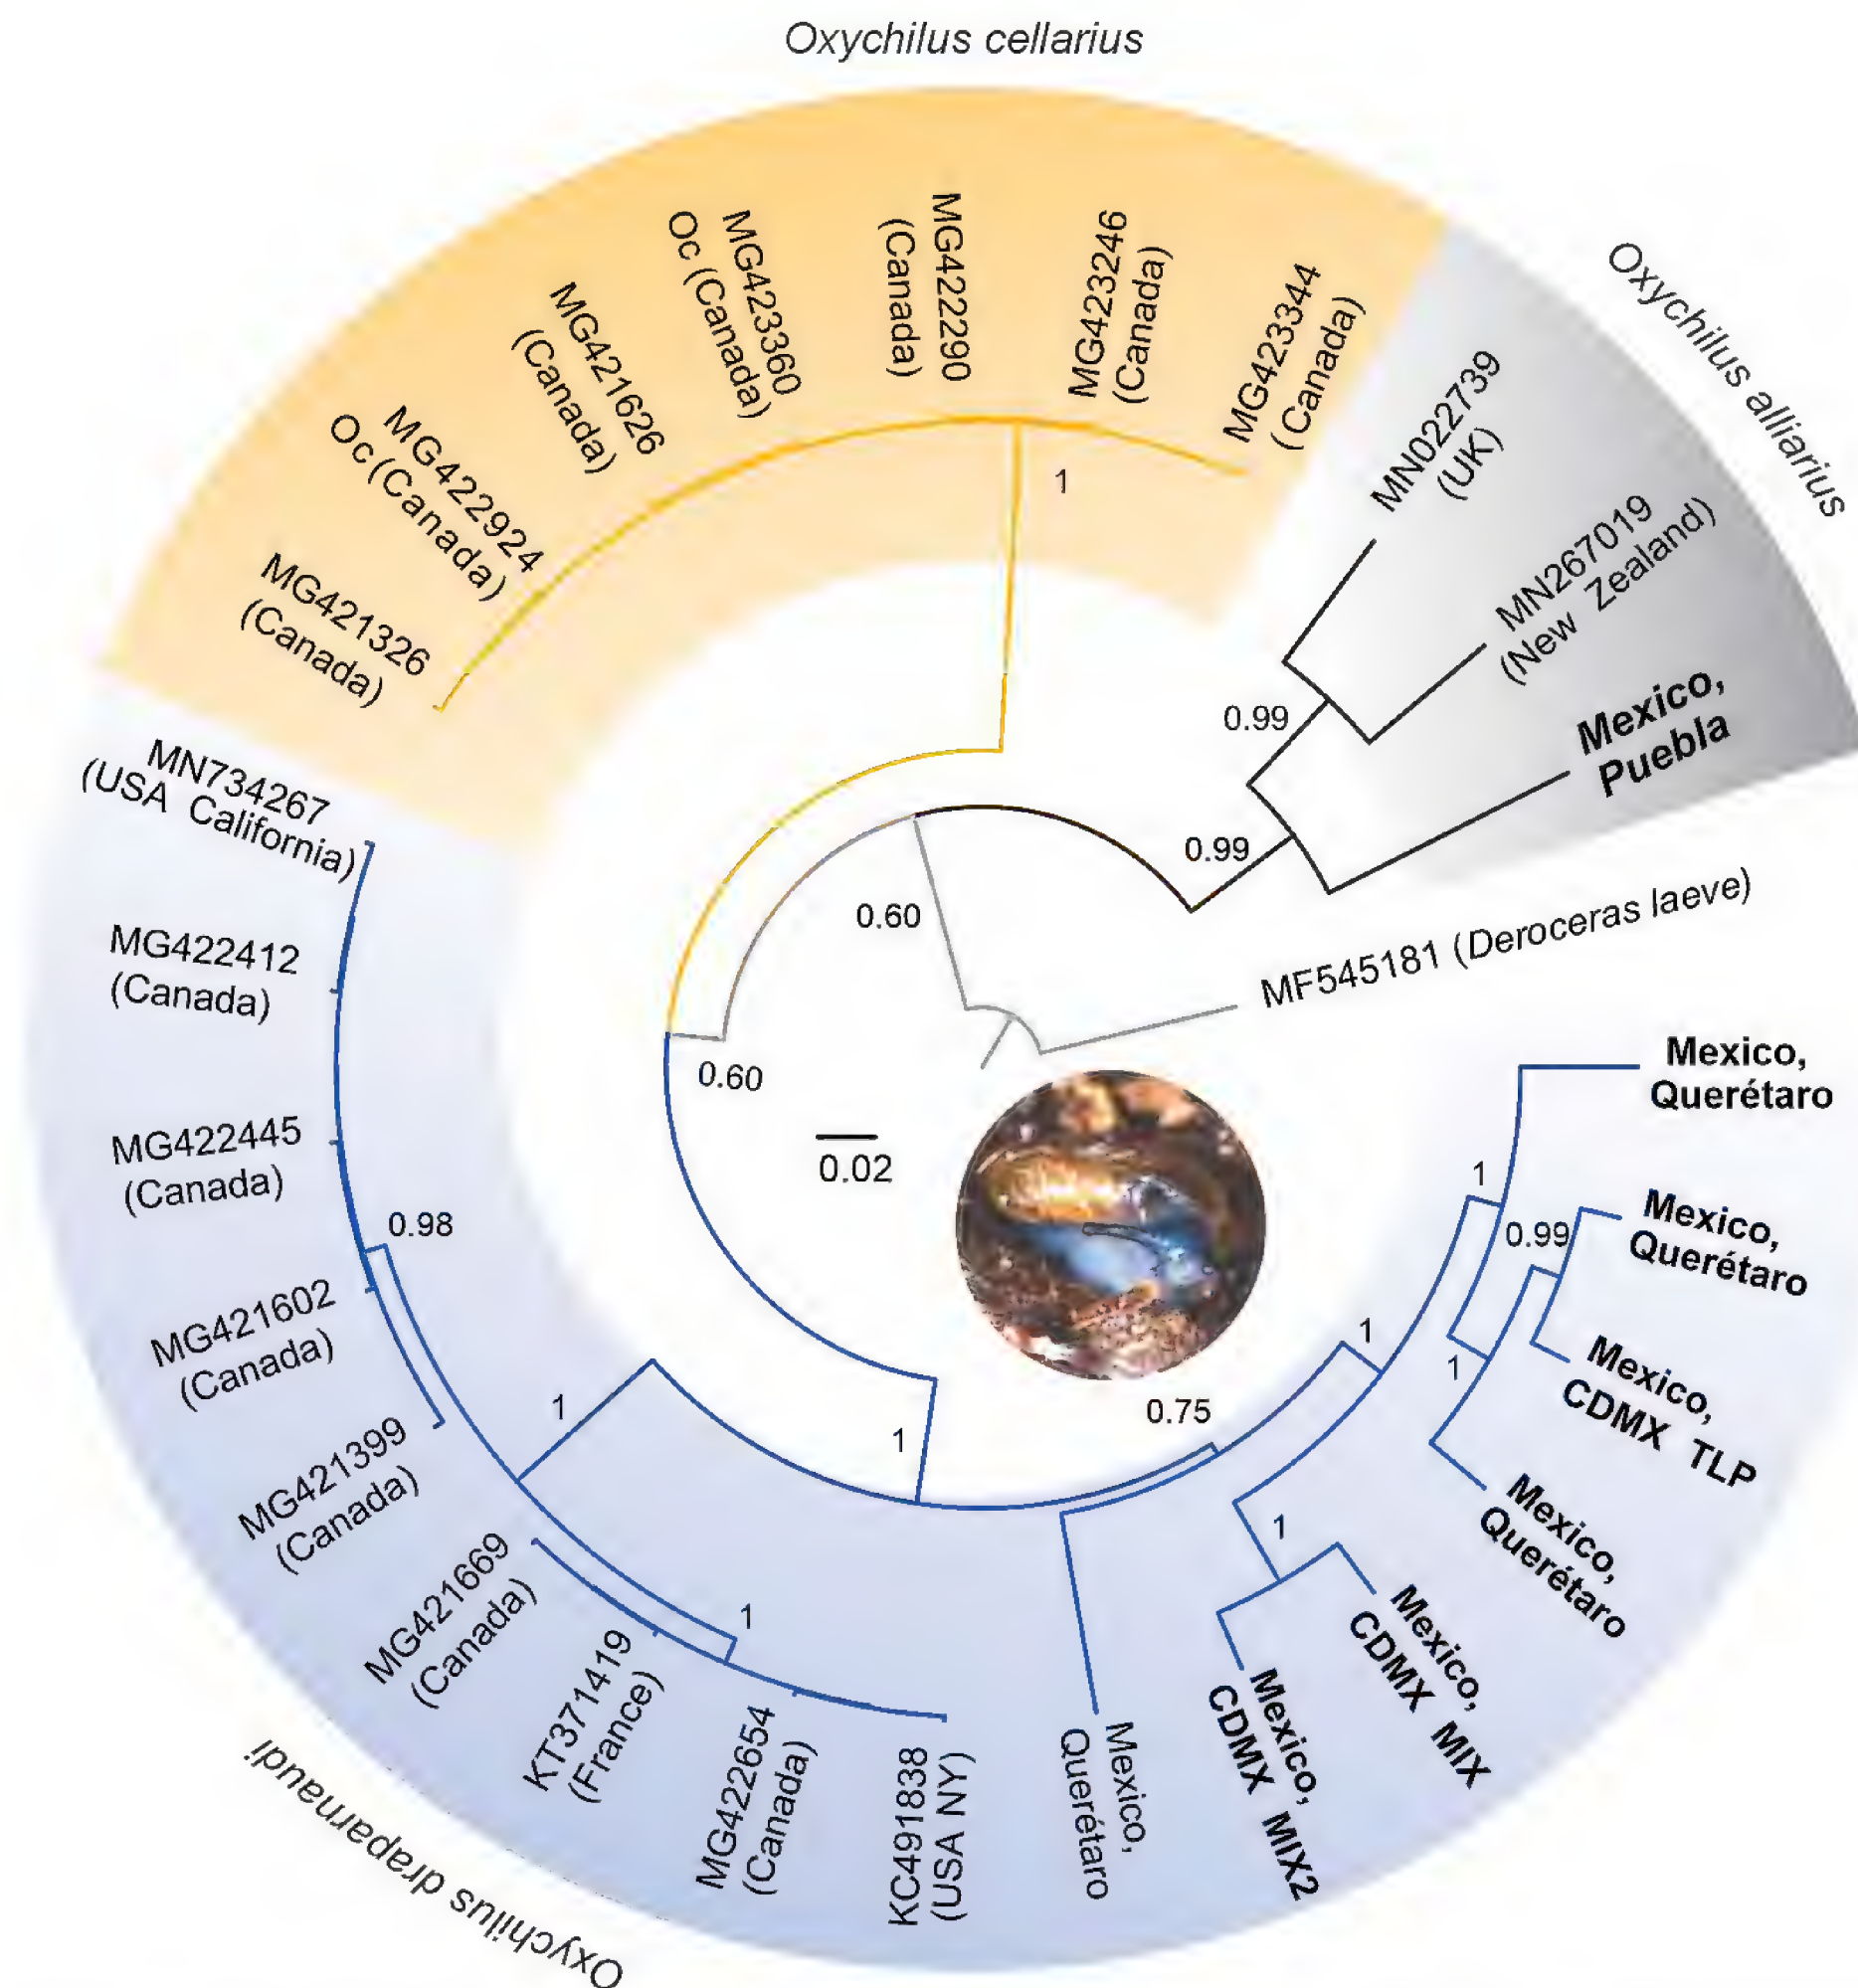 Oxychilus cellarius
MG421326
(Canada)
MG422924
Oc (Canada)
MG421626
(Canada)
MG423360
Oc (Canada)
MG422290
(Canada)
MG423246
(Canada)
MG423344
(Canada)
1
Oxychilus alliarius
MN022739
(UK)
MN267019
(New Zealand)
Mexico,
Puebla
0.99
0.99
0.60
MF545181 (Deroceras laeve)
0.60
0.02
Mexico,
Querétaro
1
0.99
Mexico,
Querétaro
Mexico,
CDMX TLP
1
1
Mexico,
Querétaro
0.75
1
Mexico,
CDMX MIX
Mexico,
CDMX MIX2
Mexico,
Querétaro
1
1
KC491838
(USA NY)
MG422654
(Canada)
1
KT371419
(France)
MG421669
(Canada)
MG421399
(Canada)
MG421602
(Canada)
0.98
MG422445
(Canada)
MG422412
(Canada)
MN734267
(USA California)
Oxychilus draparnaudi